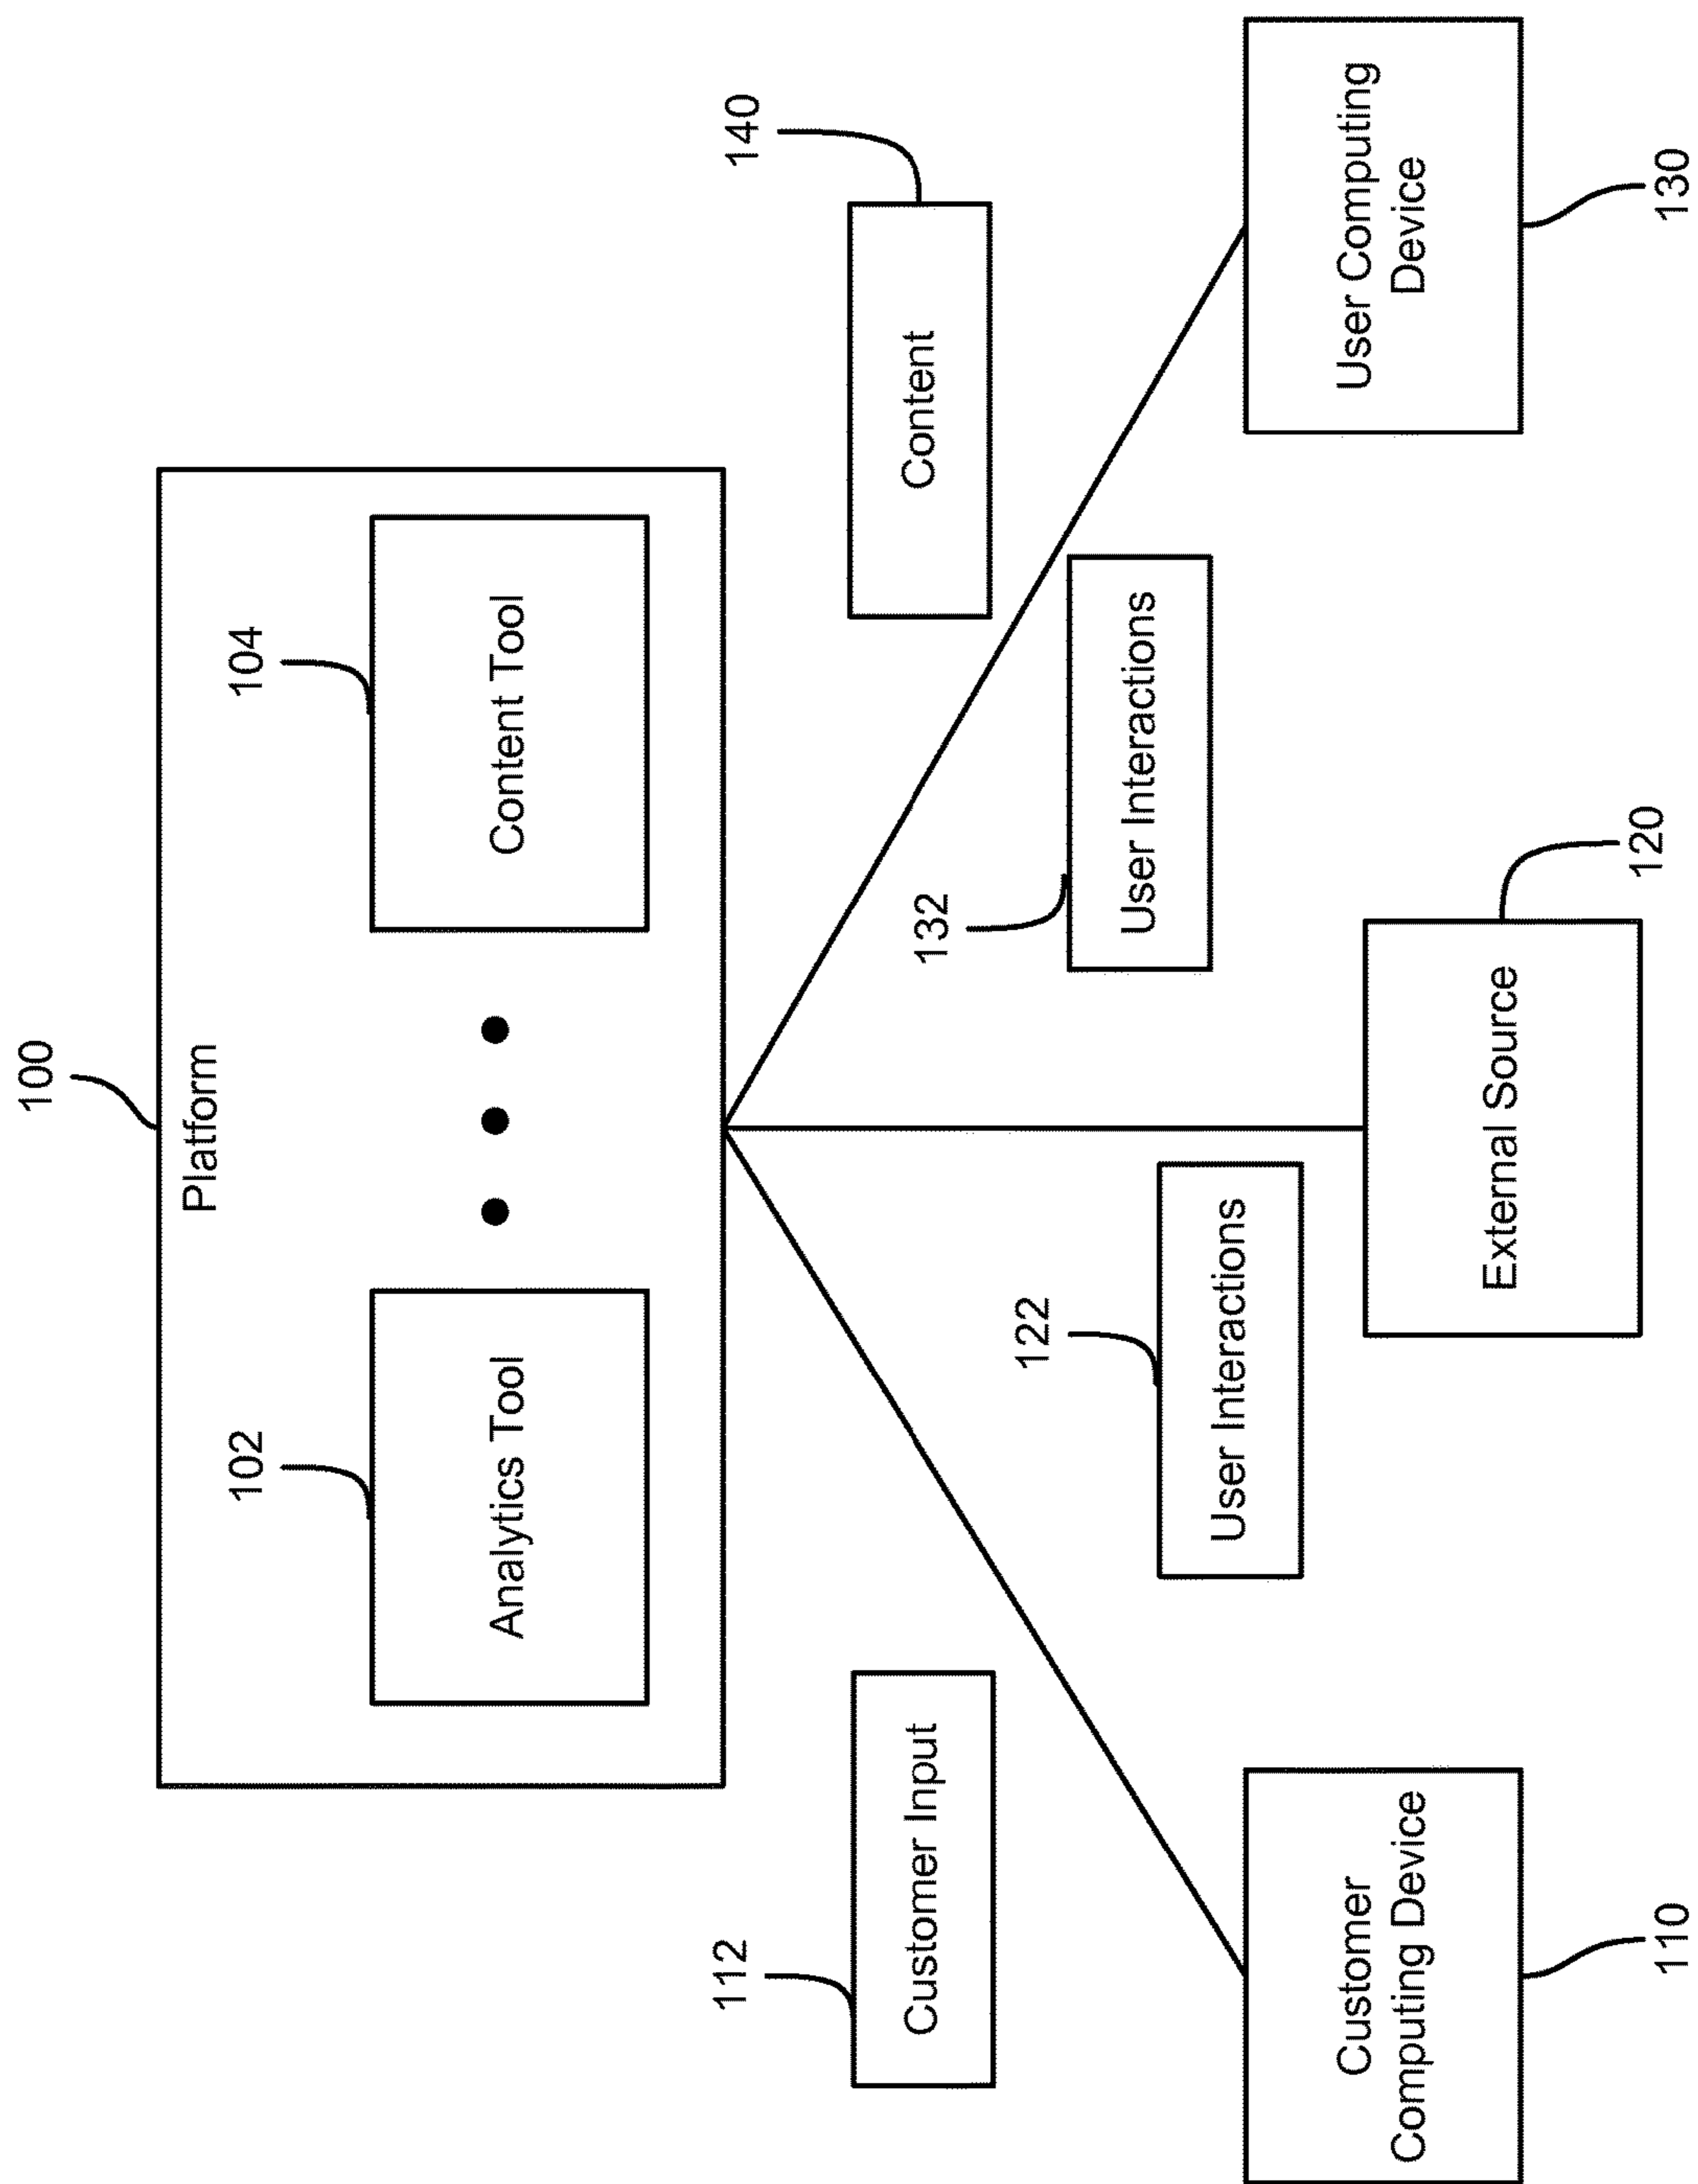 100
Platform
102
104
Analytics Tool
Content Tool
112
140
Customer Input
Content
122
132
User Interactions
User Interactions
Customer
Computing Device
External Source
User Computing
Device
110
120
130